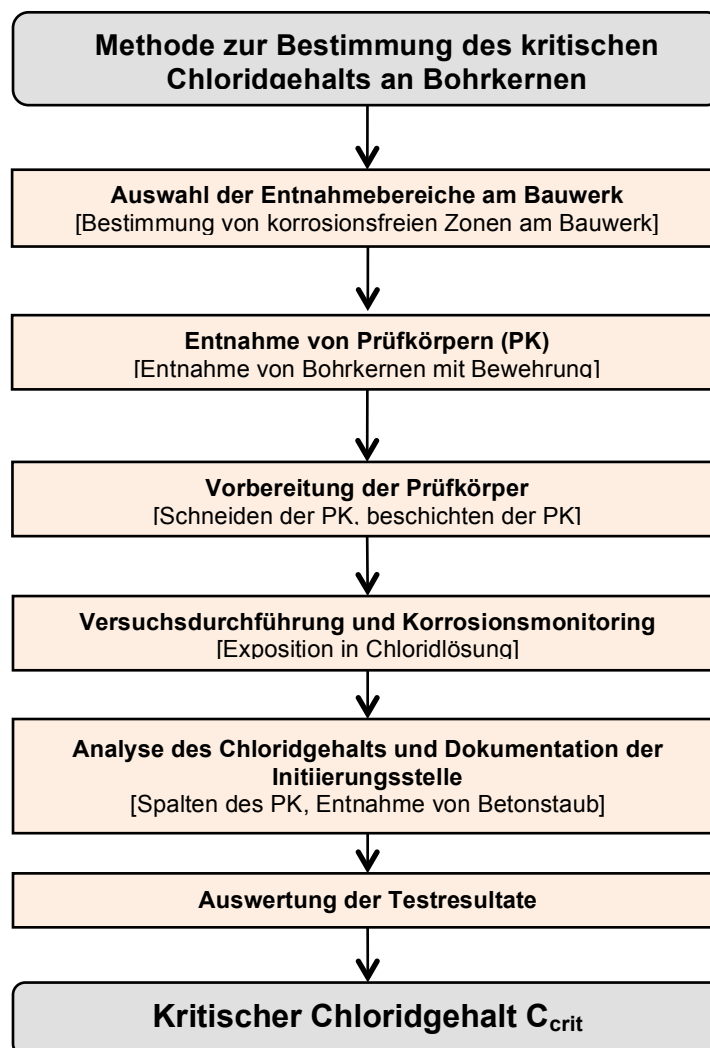 Methode zur Bestimmung des kritischen
Chloridgehalts an Bohrkernen
Auswahl der Entnahmebereiche am Bauwerk
[Bestimmung von korrosionsfreien Zonen am Bauwerk]
Entnahme von Prüfkörpern (PK)
[Entnahme von Bohrkernen mit Bewehrung]
Vorbereitung der Prüfkörper
[Schneiden der PK, beschichten der PK]
Versuchsdurchführung und Korrosionsmonitoring
[Exposition in Chloridlösung]
Analyse des Chloridgehalts und Dokumentation der
Initiierungsstelle
[Spalten des PK, Entnahme von Betonstaub]
Auswertung der Testresultate
Kritischer Chloridgehalt Ccrit